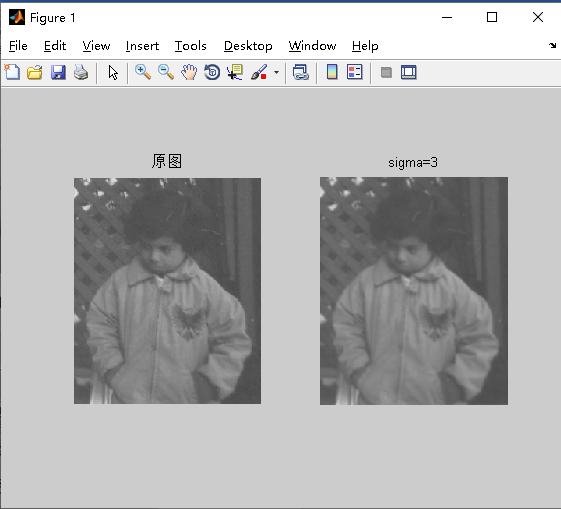 Figure 1
File Edit View Insert Tools Desktop Window Help
原图
sigma=3